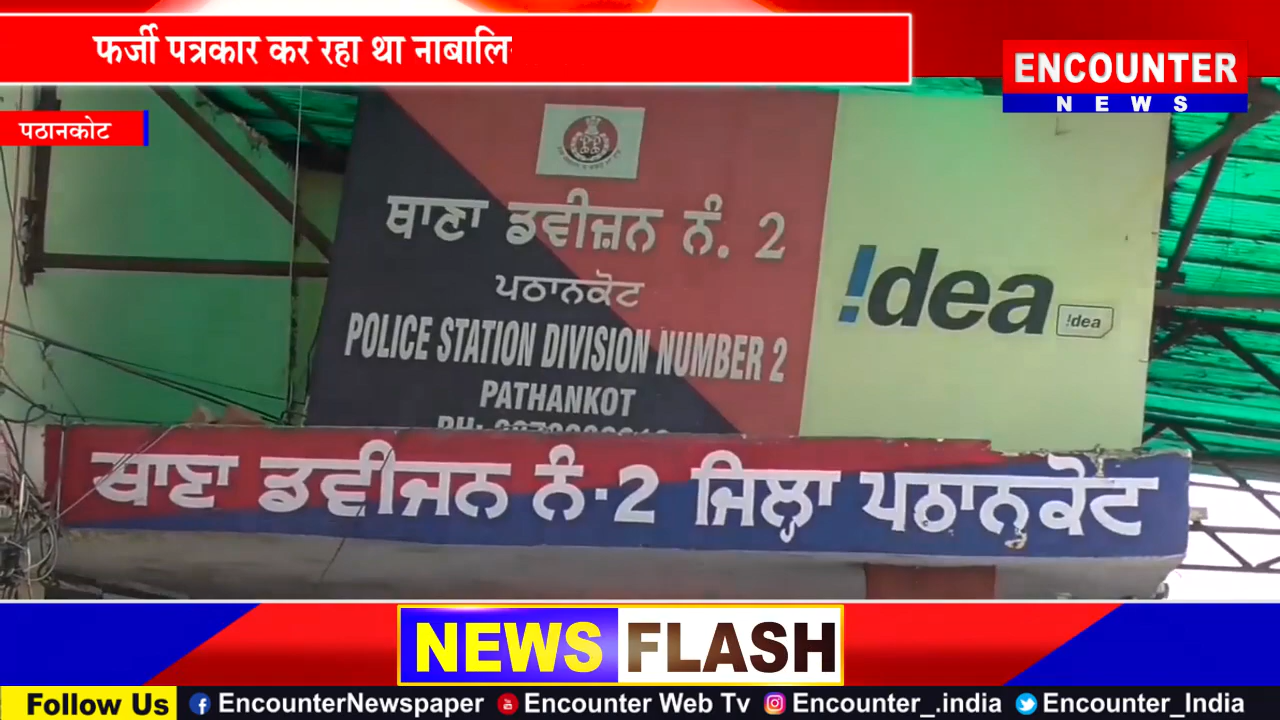 फर्जी पत्रकार कर रहा था
ENCOUNTER
NEWS
पठानकोट
ਥਾਣਾ ਡਵੀਜ਼ਨ ਨੰ. 2
ਪਠਾਨਕੋਟ
POLICE STATION DIVISION NUMBER 2
PATHANKOT
PH:
!dea
!dea
ਥਾਣਾ ਡਵੀਜਨ ਨੰ·2 ਜਿਲ੍ਹਾ ਪਠਾਨਕੋਟ
NEWS FLASH
Follow Us EncounterNewspaper Encounter Web Tv Encounter_.india Encounter_India